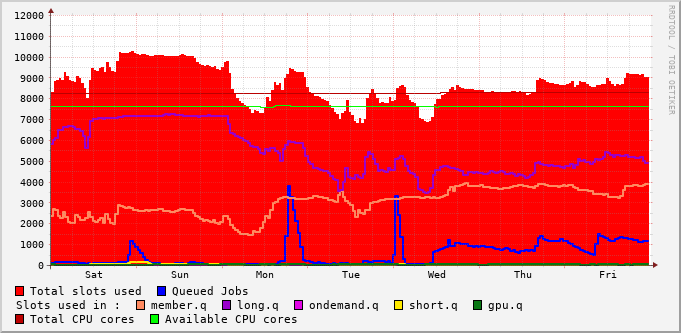 12000
11000
10000
9000
8000
7000
6000
5000
4000
3000
2000
1000
0
Sat Sun Mon Tue Wed Thu Fri
RRDTOOL / TOBI OETIKER
Total slots used Queued Jobs
Slots used in : member.q long.q ondemand.q short.q gpu.q
Total CPU cores Available CPU cores